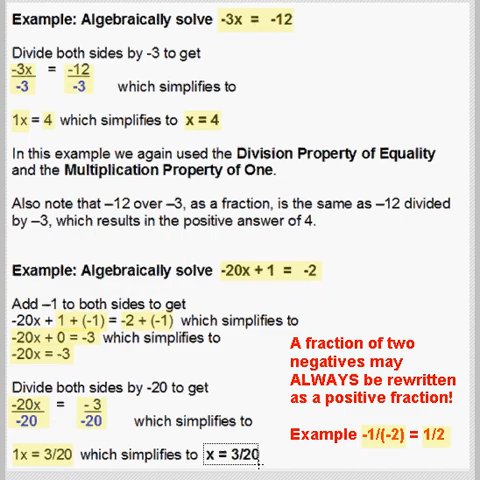 Example: Algebraically solve -3x = -12
Divide both sides by -3 to get
-3x = -12
-3 -3 which simplifies to
1x = 4 which simplifies to x = 4
In this example we again used the Division Property of Equality
and the Multiplication Property of One.
Also note that –12 over –3, as a fraction, is the same as –12 divided
by –3, which results in the positive answer of 4.
Example: Algebraically solve -20x + 1 = -2
Add –1 to both sides to get
-20x + 1 + (-1) = -2 + (-1) which simplifies to
-20x + 0 = -3 which simplifies to
-20x = -3
Divide both sides by -20 to get
-20x = - 3
-20 -20 which simplifies to
1x = 3/20 which simplifies to x = 3/20
A fraction of two
negatives may
ALWAYS be rewritten
as a positive fraction!
Example -1/(-2) = 1/2